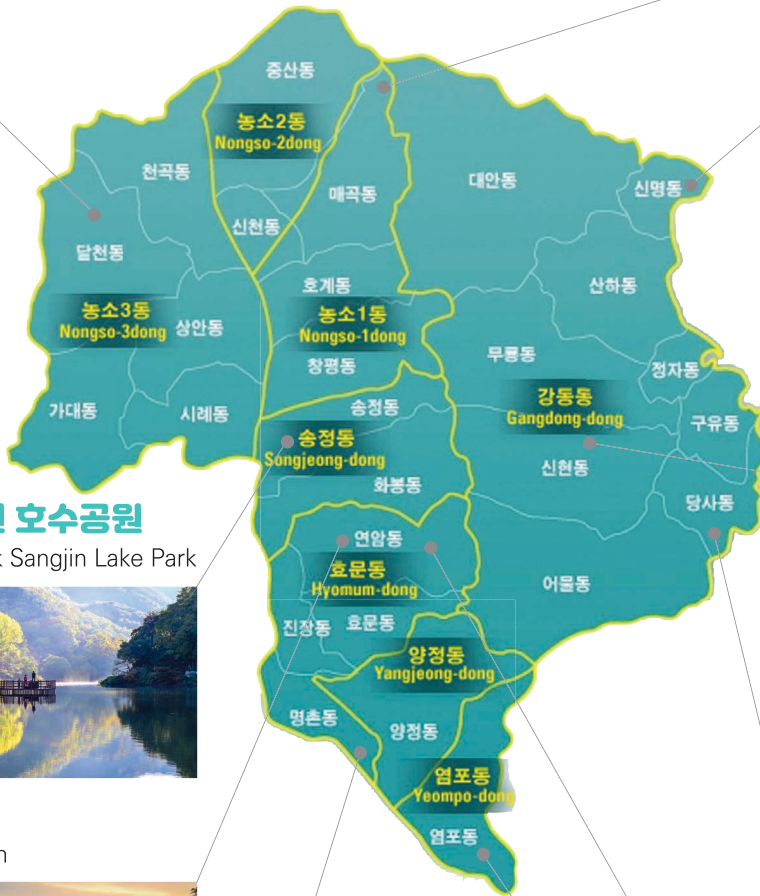 중산동
농소2동
Nongso-2dong
천곡동
매곡동
대안동
신명동
신천동
달천동
호계동
산하동
농소3동
Nongso-3dong
상안동
농소1동
Nongso-1dong
창평동
무룡동
정자동
가대동
시례동
송정동
강동동
Gangdong-dong
구유동
송정동
Songjeong-dong
신현동
화봉동
당사동
호수공원
Sangjin Lake Park
연암동
효문동
Hyomum-dong
어물동
진장동
효문동
양정동
Yangjeong-dong
명촌동
양정동
염포동
Yeompo-dong
염포동